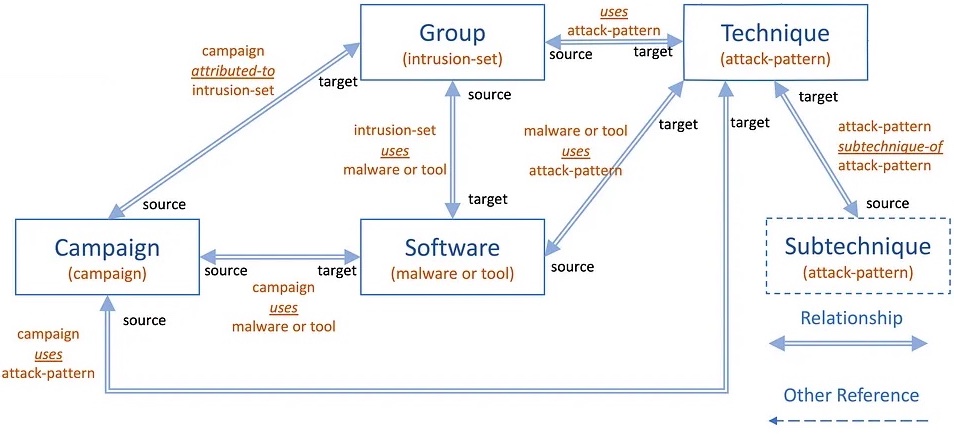 uses
attack-pattern
Group
(intrusion-set)
source
target
Technique
(attack-pattern)
campaign
attributed-to
intrusion-set
target
source
source
intrusion-set
uses
malware or tool
target
malware or tool
uses
attack-pattern
target
source
target
target
attack-pattern
subtechnique-of
attack-pattern
source
Campaign
(campaign)
source
target
campaign
uses
malware or tool
Software
(malware or tool)
Subtechnique
(attack-pattern)
source
campaign
uses
attack-pattern
Relationship
Other Reference